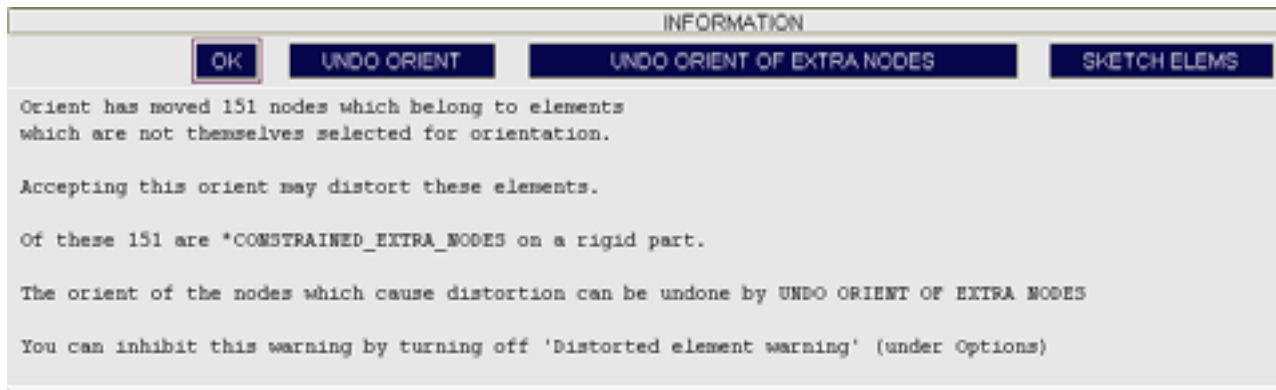 INFORMATION
OK UNDO ORIENT UNDO ORIENT OF EXTRA NODES SKETCH ELEMS
Orient has moved 151 nodes which belong to elements
which are not themselves selected for orientation.
Accepting this orient may distort these elements.
Of these 151 are *CONSTRAINED_EXTRA_NODES on a rigid part.
The orient of the nodes which cause distortion can be undone by UNDO ORIENT OF EXTRA NODES
You can inhibit this warning by turning off 'Distorted element warning' (under Options)